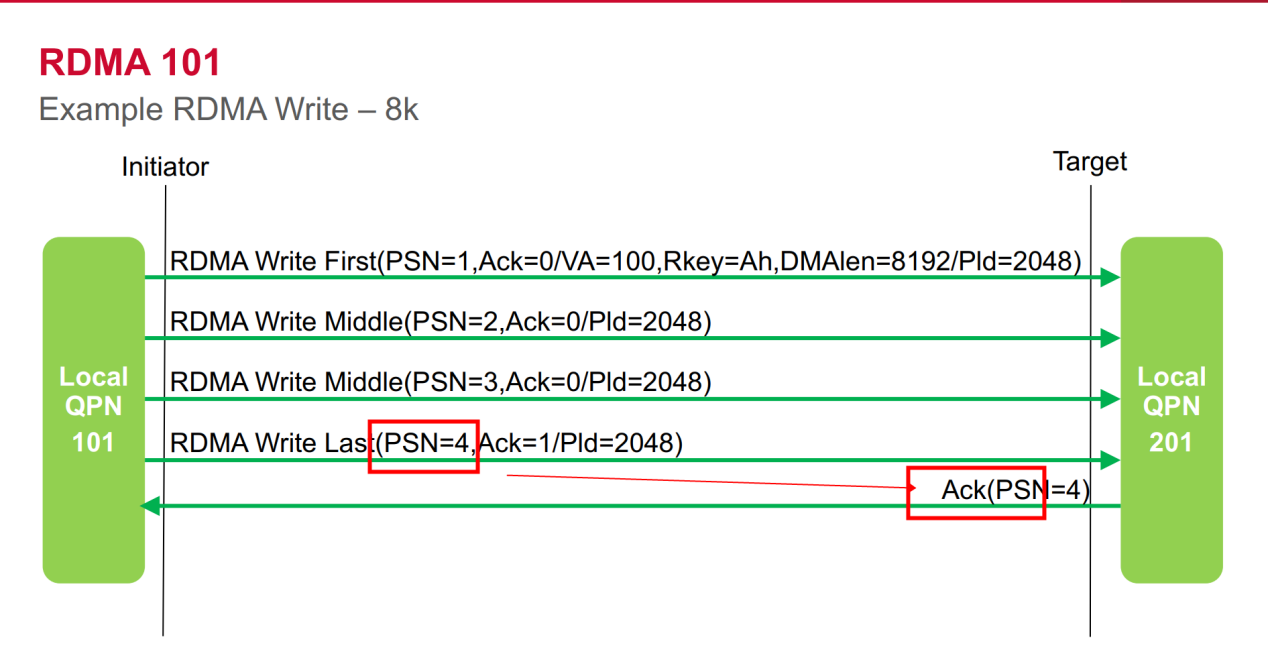 RDMA 101
Example RDMA Write – 8k
Initiator
Target
RDMA Write First(PSN=1,Ack=0/VA=100,Rkey=Ah,DMAlen=8192/Pld=2048)
RDMA Write Middle(PSN=2,Ack=0/Pld=2048)
RDMA Write Middle(PSN=3,Ack=0/Pld=2048)
Local
QPN
101
Local
QPN
201
RDMA Write Last(PSN=4,Ack=1/Pld=2048)
Ack(PSN=4)